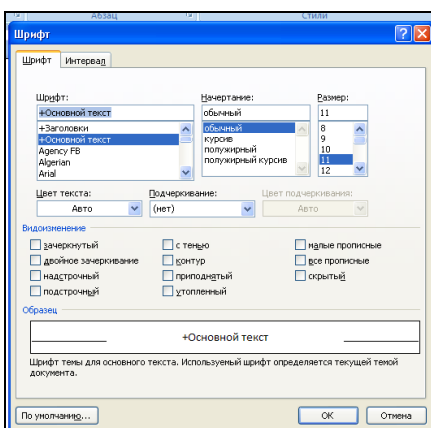 Абзац Стили
Шрифт
Шрифт Интервал
Шрифт: Начертание: Размер:
+Основной текст обычный 11
+Заголовки обычный 8
+Основной текст курсив 9
Agency FB полужирный 10
Algerian полужирный курсив 11
Arial 12
Цвет текста: Подчеркивание: Цвет подчеркивания:
Авто (нет) Авто
Видоизменение
зачеркнутый с тенью малые прописные
двойное зачеркивание контур все прописные
надстрочный приподнятый скрытый
подстрочный утопленный
Образец
+Основной текст
Шрифт темы для основного текста. Используемый шрифт определяется текущей темой
документа.
По умолчанию... ОК Отмена